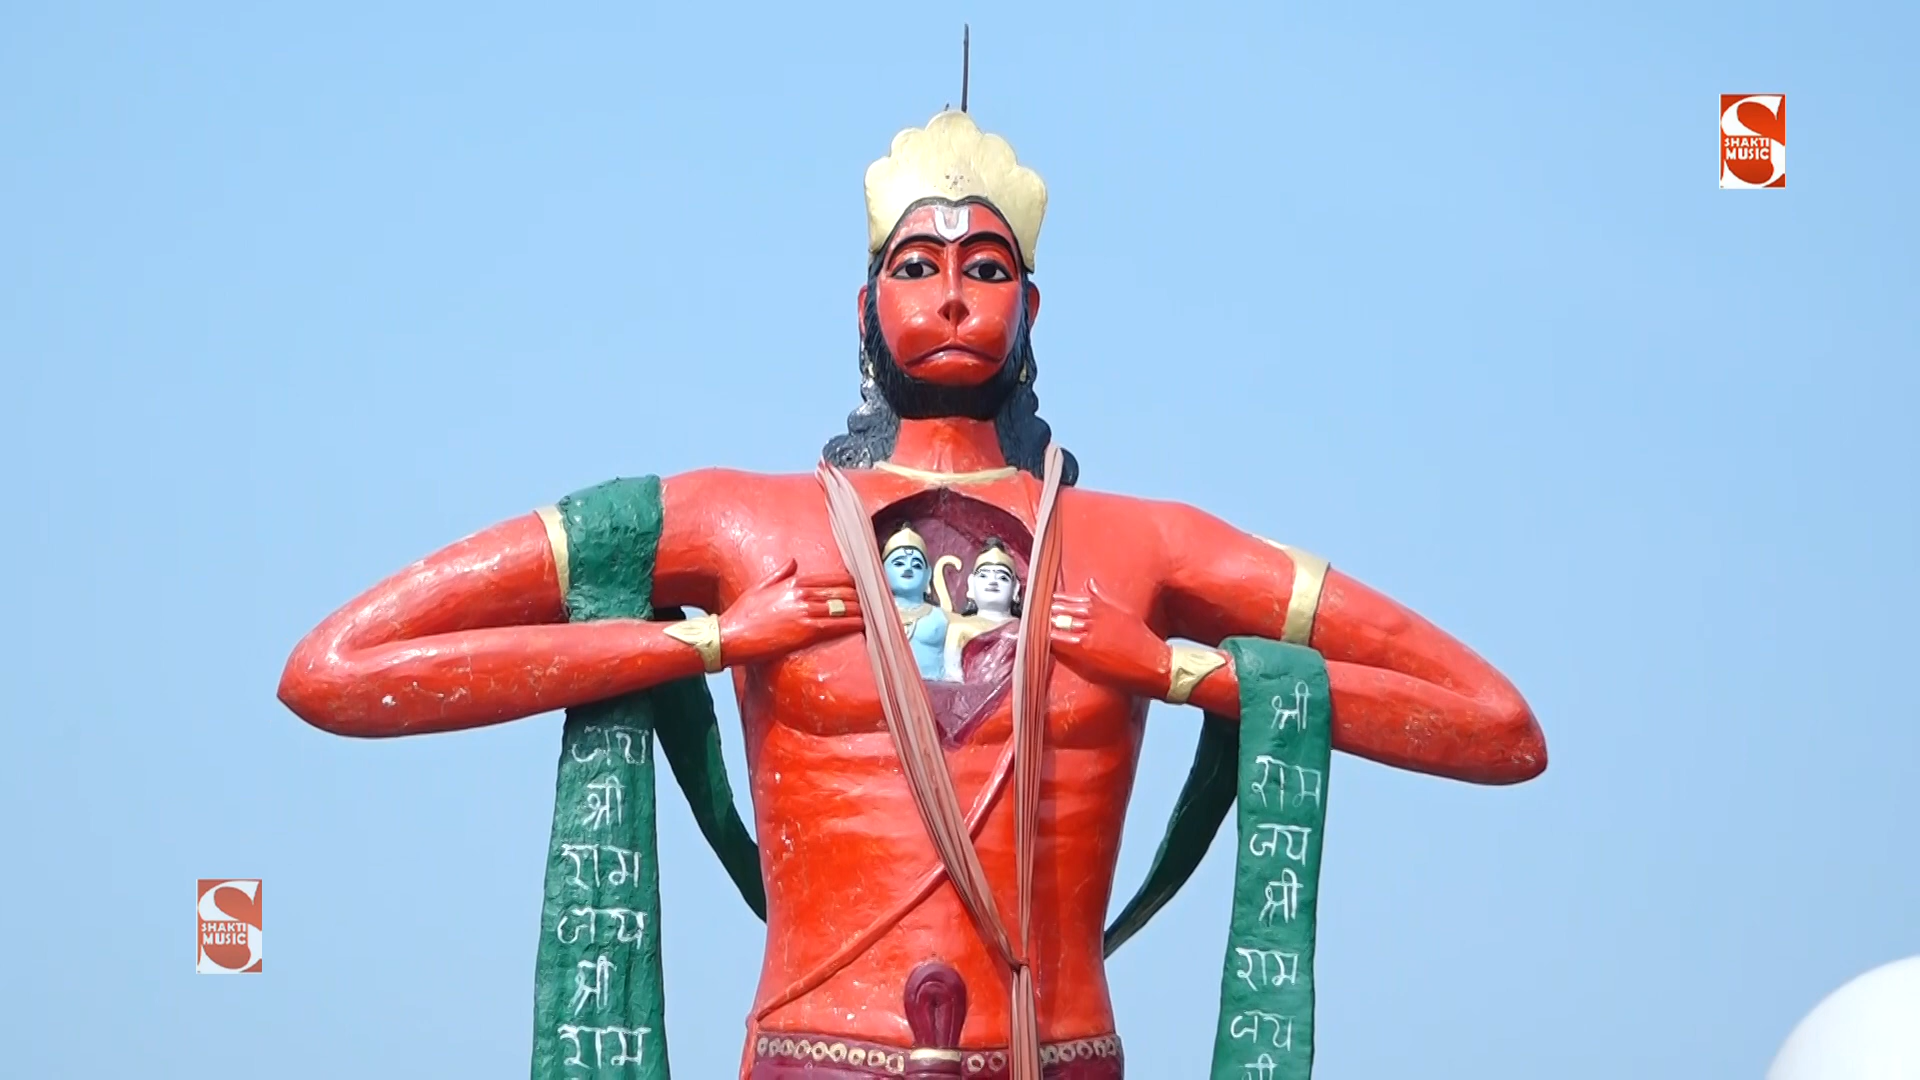 SHAKTI
MUSIC
जय
श्री
राम
जय
श्री
राम
श्री
राम
जय
श्री
राम
जय
श्री
SHAKTI
MUSIC